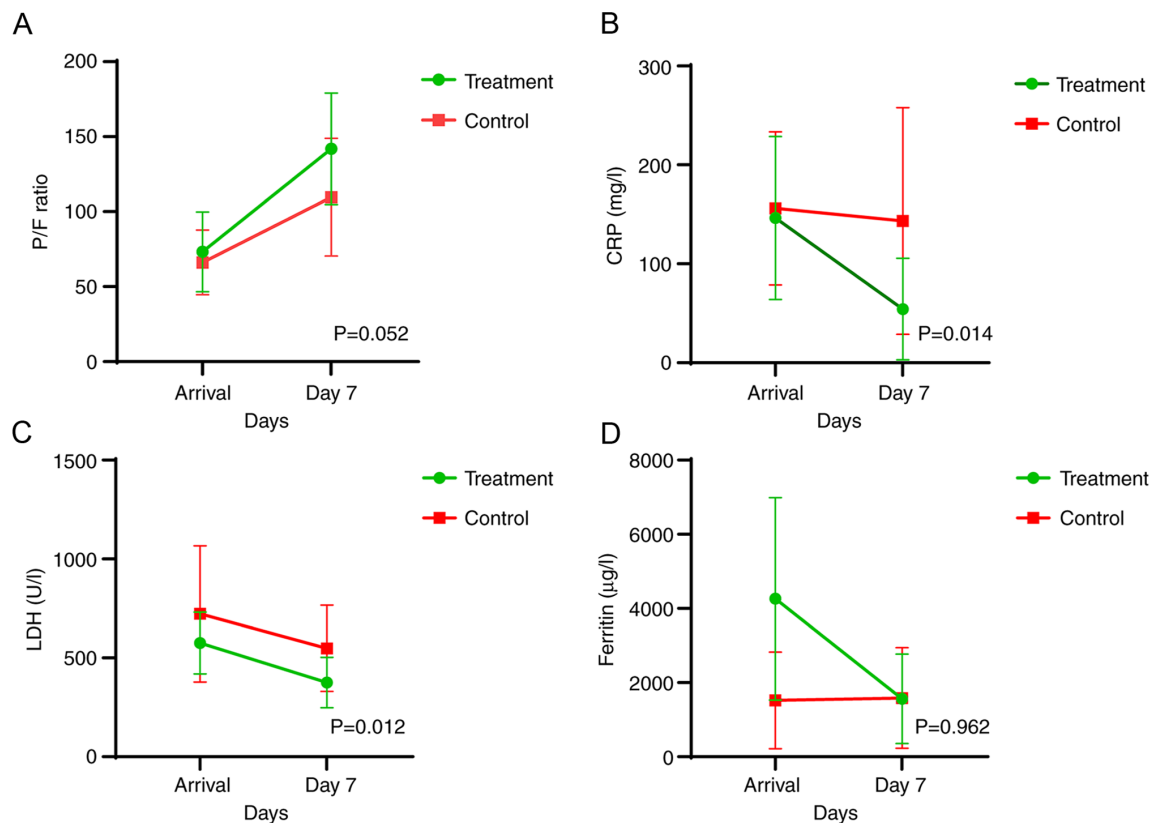 A
200
150
100
50
0
P/F ratio
Treatment
Control
P=0.052
Arrival
Day 7
Days
B
300
200
100
0
CRP (mg/l)
Treatment
Control
P=0.014
Arrival
Day 7
Days
C
1500
1000
500
0
LDH (U/l)
Treatment
Control
P=0.012
Arrival
Day 7
Days
D
8000
6000
4000
2000
0
Ferritin (µg/l)
Treatment
Control
P=0.962
Arrival
Day 7
Days